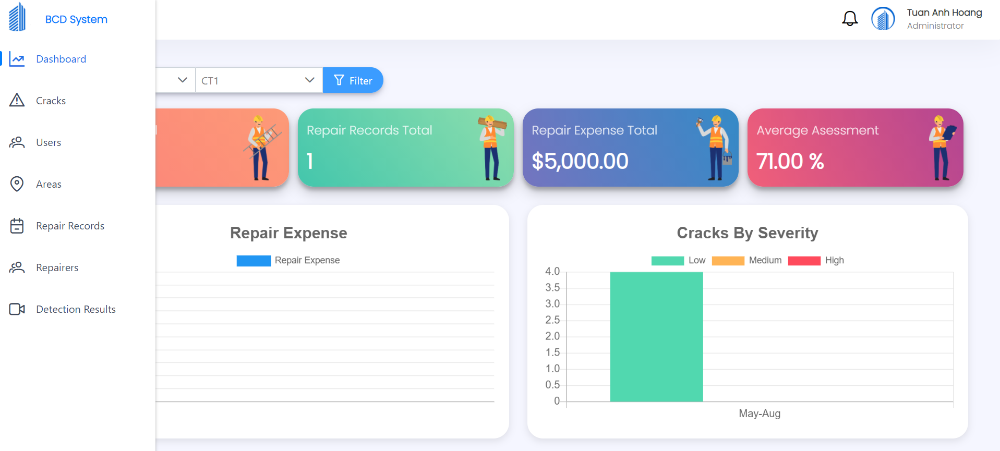 BCD System
Tuan Anh Hoang
Administrator
Dashboard
Cracks
Users
Areas
Repair Records
Repairers
Detection Results
CT1
Filter
Repair Records Total
1
Repair Expense Total
$5,000.00
Average Asessment
71.00 %
Repair Expense
Repair Expense
Cracks By Severity
Low Medium High
4.0
3.5
3.0
2.5
2.0
1.5
1.0
0.5
0
May-Aug